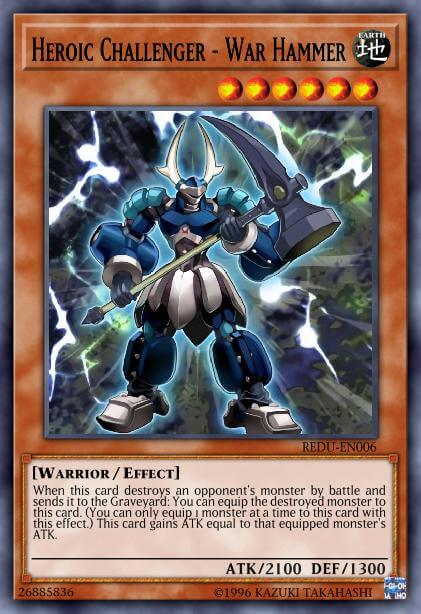 HEROIC CHALLENGER - WAR HAMMER
EARTH
地
REDU-EN006
[WARRIOR / EFFECT]
When this card destroys an opponent's monster by battle and
sends it to the Graveyard: You can equip the destroyed monster to
this card. (You can only equip 1 monster at a time to this card with
this effect.) This card gains ATK equal to that equipped monster's
ATK.
ATK/2100 DEF/1300
26885836
©1996 KAZUKI TAKAHASHI